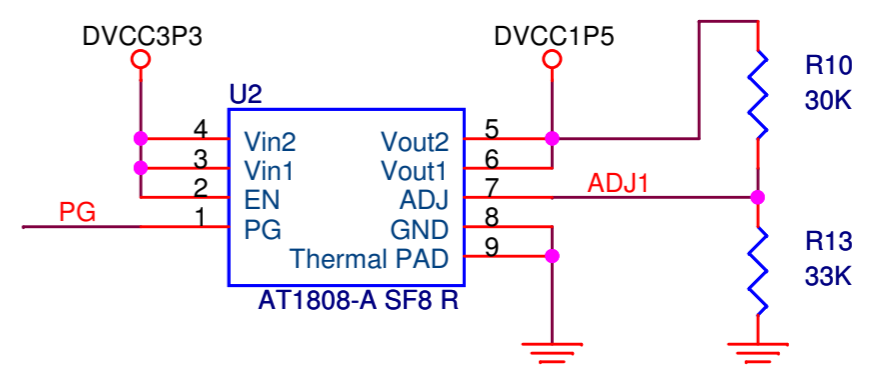 DVCC3P3
DVCC1P5
U2
R10
30K
4 Vin2 Vout2 5
3 Vin1 Vout1 6
2 EN ADJ 7 ADJ1
PG 1 PG GND 8
Thermal PAD 9
R13
33K
AT1808-A SF8 R